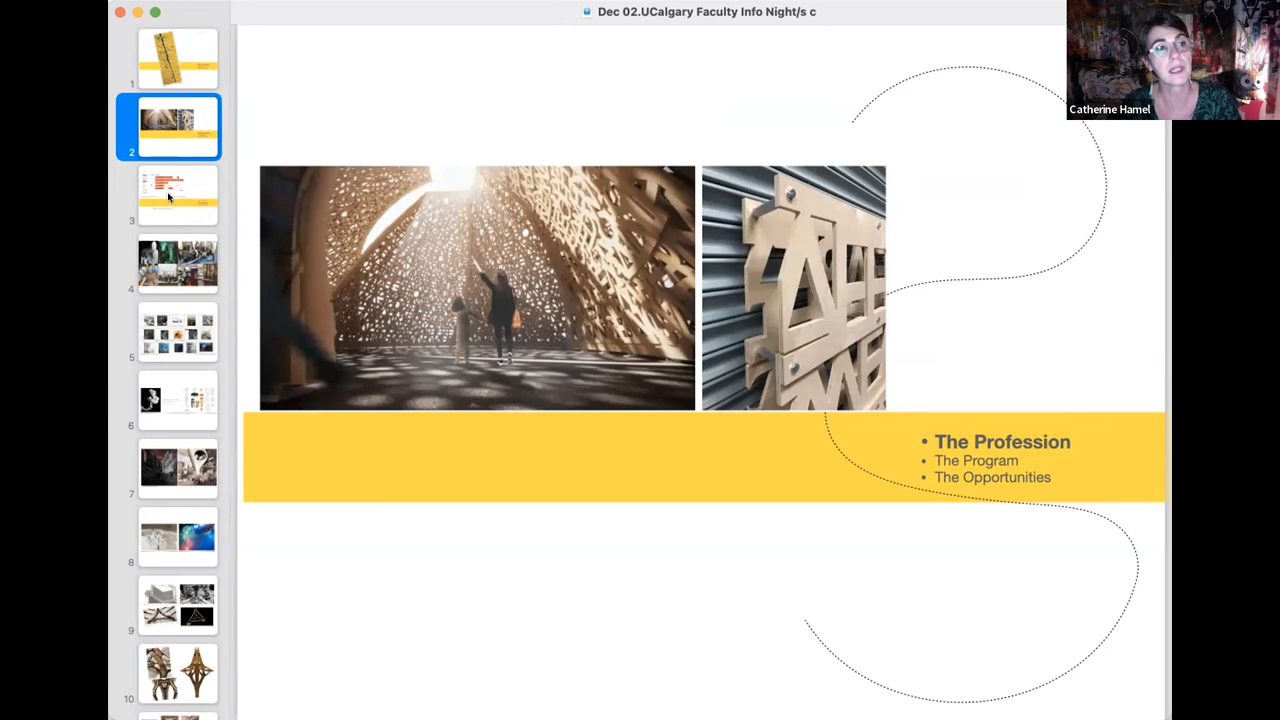 Dec 02.UCalgary Faculty Info Night/s c
Catherine Hamel
1
2
3
4
5
6
7
8
9
10
• The Profession
• The Program
• The Opportunities